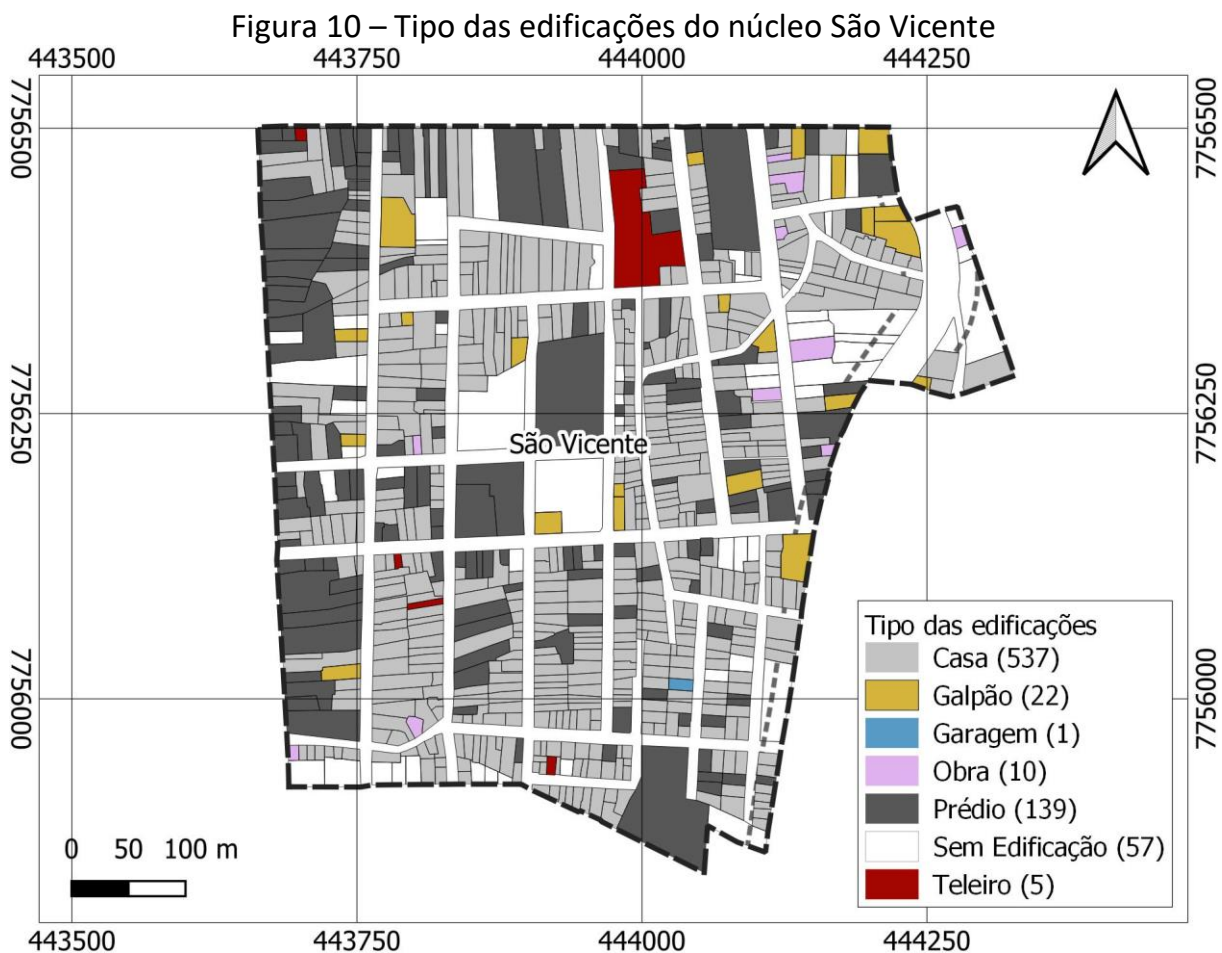 Figura 10 – Tipo das edificações do núcleo São Vicente
443500 443750 444000 444250
7756500 7756500
7756250 7756250
São Vicente
7756000 7756000
Tipo das edificações
Casa (537)
Galpão (22)
Garagem (1)
Obra (10)
Prédio (139)
Sem Edificação (57)
Teleiro (5)
0 50 100 m
443500 443750 444000 444250